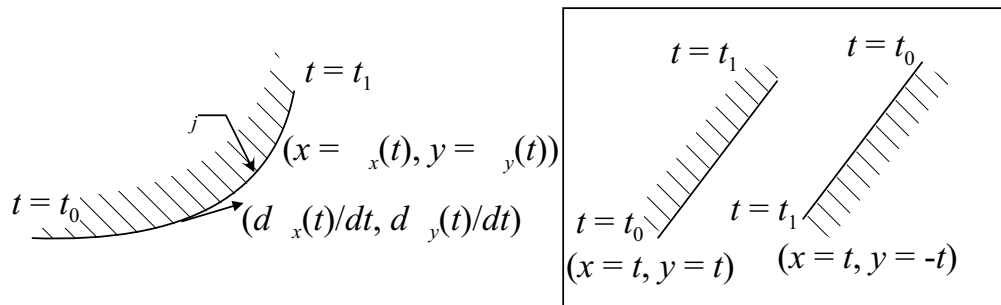 t = t₁
j
(x = x(t), y = y(t))
t = t₀
(d x(t)/dt, d y(t)/dt)
t = t₁
t = t₀
(x = t, y = t)
t = t₀
t = t₁
(x = t, y = -t)